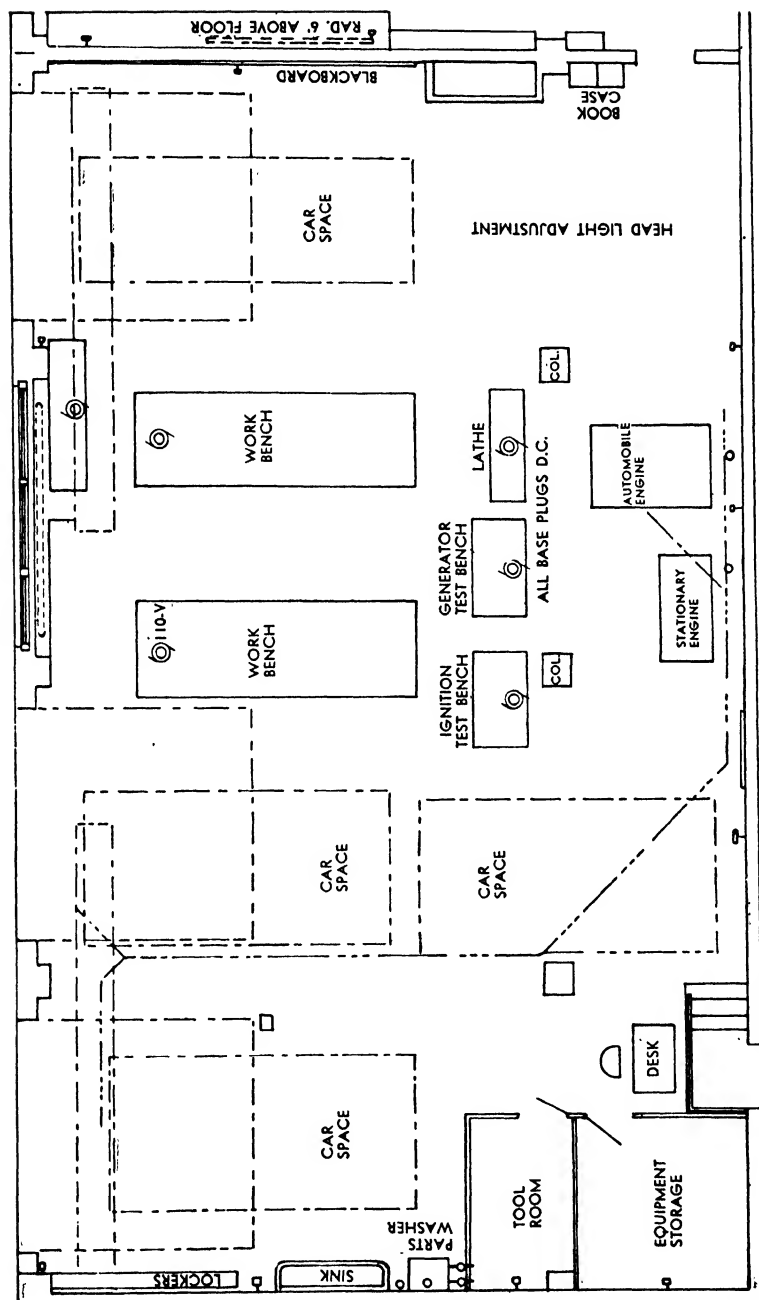 RAD. 6' ABOVE FLOOR
BLACKBOARD
BOOK
CASE
CAR
SPACE
HEAD LIGHT ADJUSTMENT
WORK
BENCH
LATHE
COL.
AUTOMOBILE
ENGINE
GENERATOR
TEST BENCH
ALL BASE PLUGS D.C.
110-V
WORK
BENCH
IGNITION
TEST BENCH
COL.
STATIONARY
ENGINE
CAR
SPACE
CAR
SPACE
CAR
SPACE
DESK
LOCKERS
SINK
PARTS
WASHER
TOOL
ROOM
EQUIPMENT
STORAGE